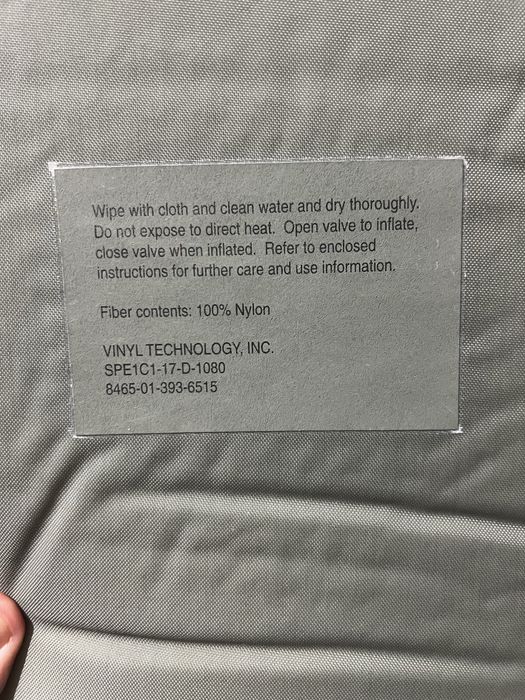 Wipe with cloth and clean water and dry thoroughly.
Do not expose to direct heat. Open valve to inflate,
close valve when inflated. Refer to enclosed
instructions for further care and use information.
Fiber contents: 100% Nylon
VINYL TECHNOLOGY, INC.
SPE1C1-17-D-1080
8465-01-393-6515